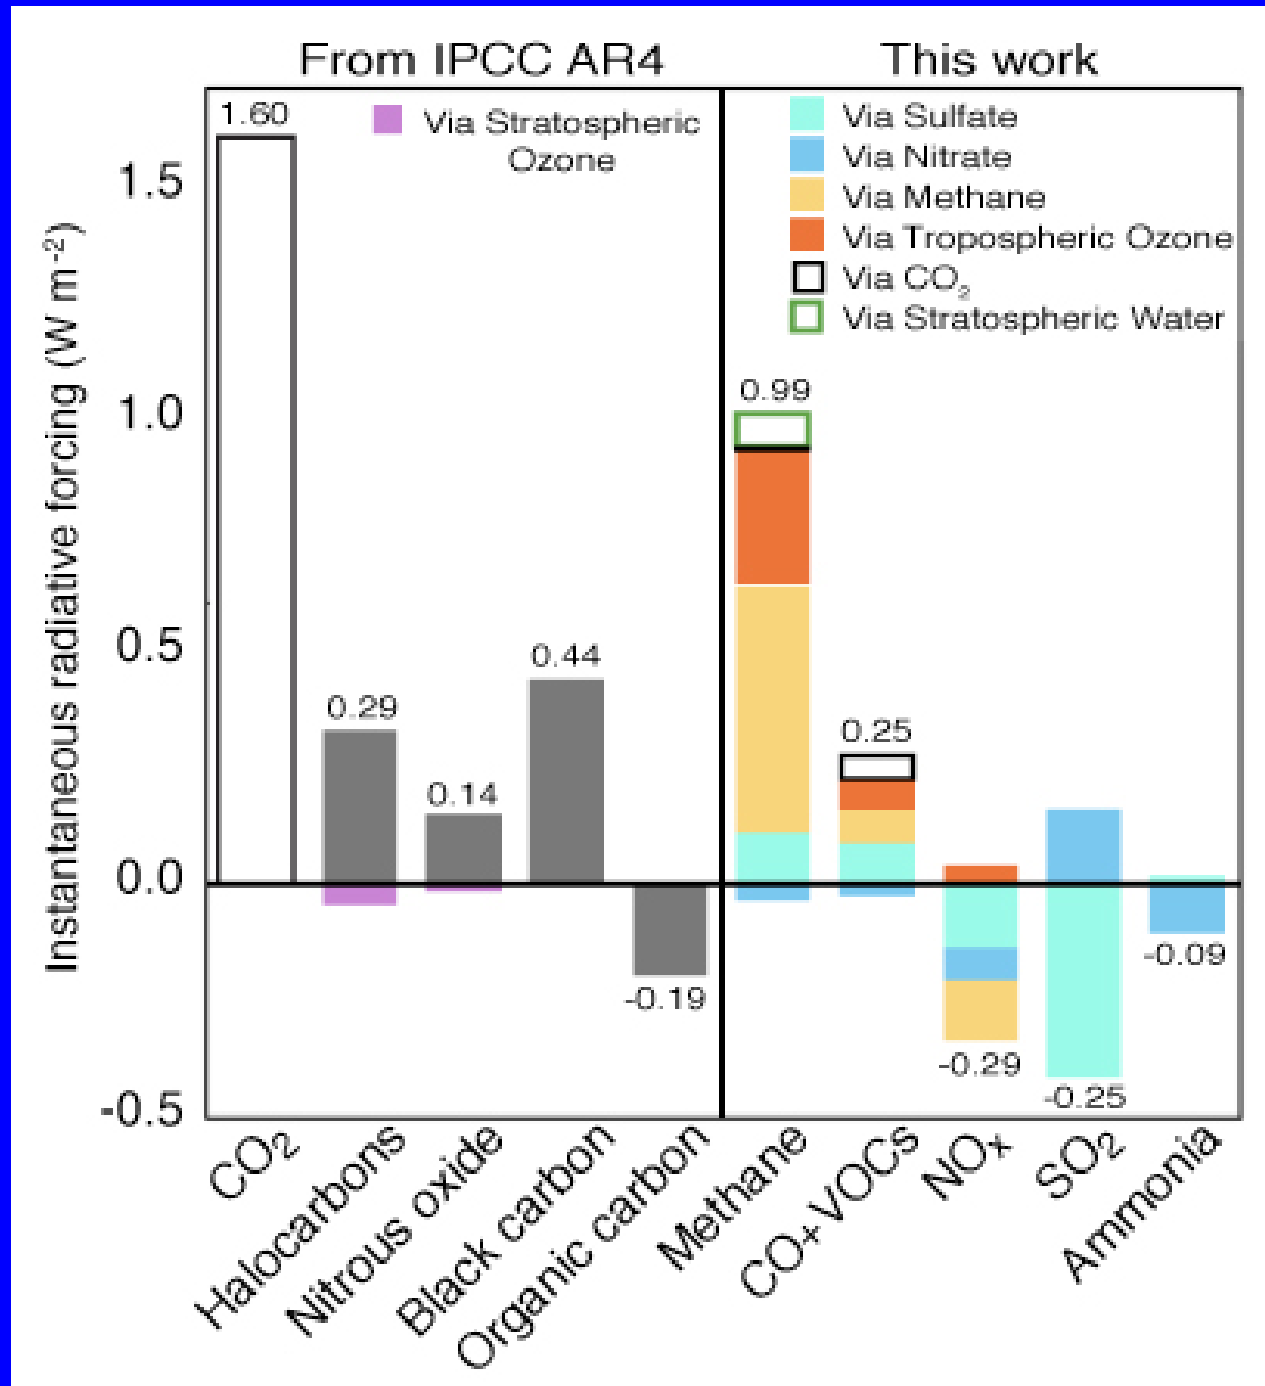 From IPCC AR4
This work
1.60
Via Stratospheric
Ozone
Via Sulfate
Via Nitrate
Via Methane
Via Tropospheric Ozone
Via CO₂
Via Stratospheric Water
Instantaneous radiative forcing (W m⁻²)
1.5
1.0
0.5
0.0
-0.5
0.29
0.14
0.44
-0.19
0.99
0.25
-0.29
-0.25
-0.09
CO₂
Halocarbons
Nitrous oxide
Black carbon
Organic carbon
Methane
CO+VOCs
NOₓ
SO₂
Ammonia